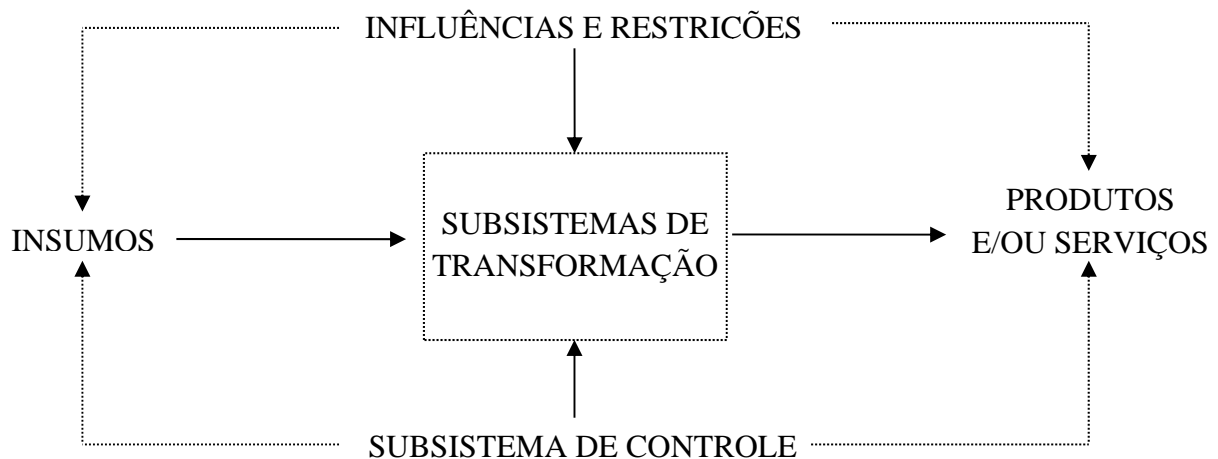 INFLUÊNCIAS E RESTRICÕES
INSUMOS
SUBSISTEMAS DE
TRANSFORMAÇÃO
PRODUTOS
E/OU SERVIÇOS
SUBSISTEMA DE CONTROLE